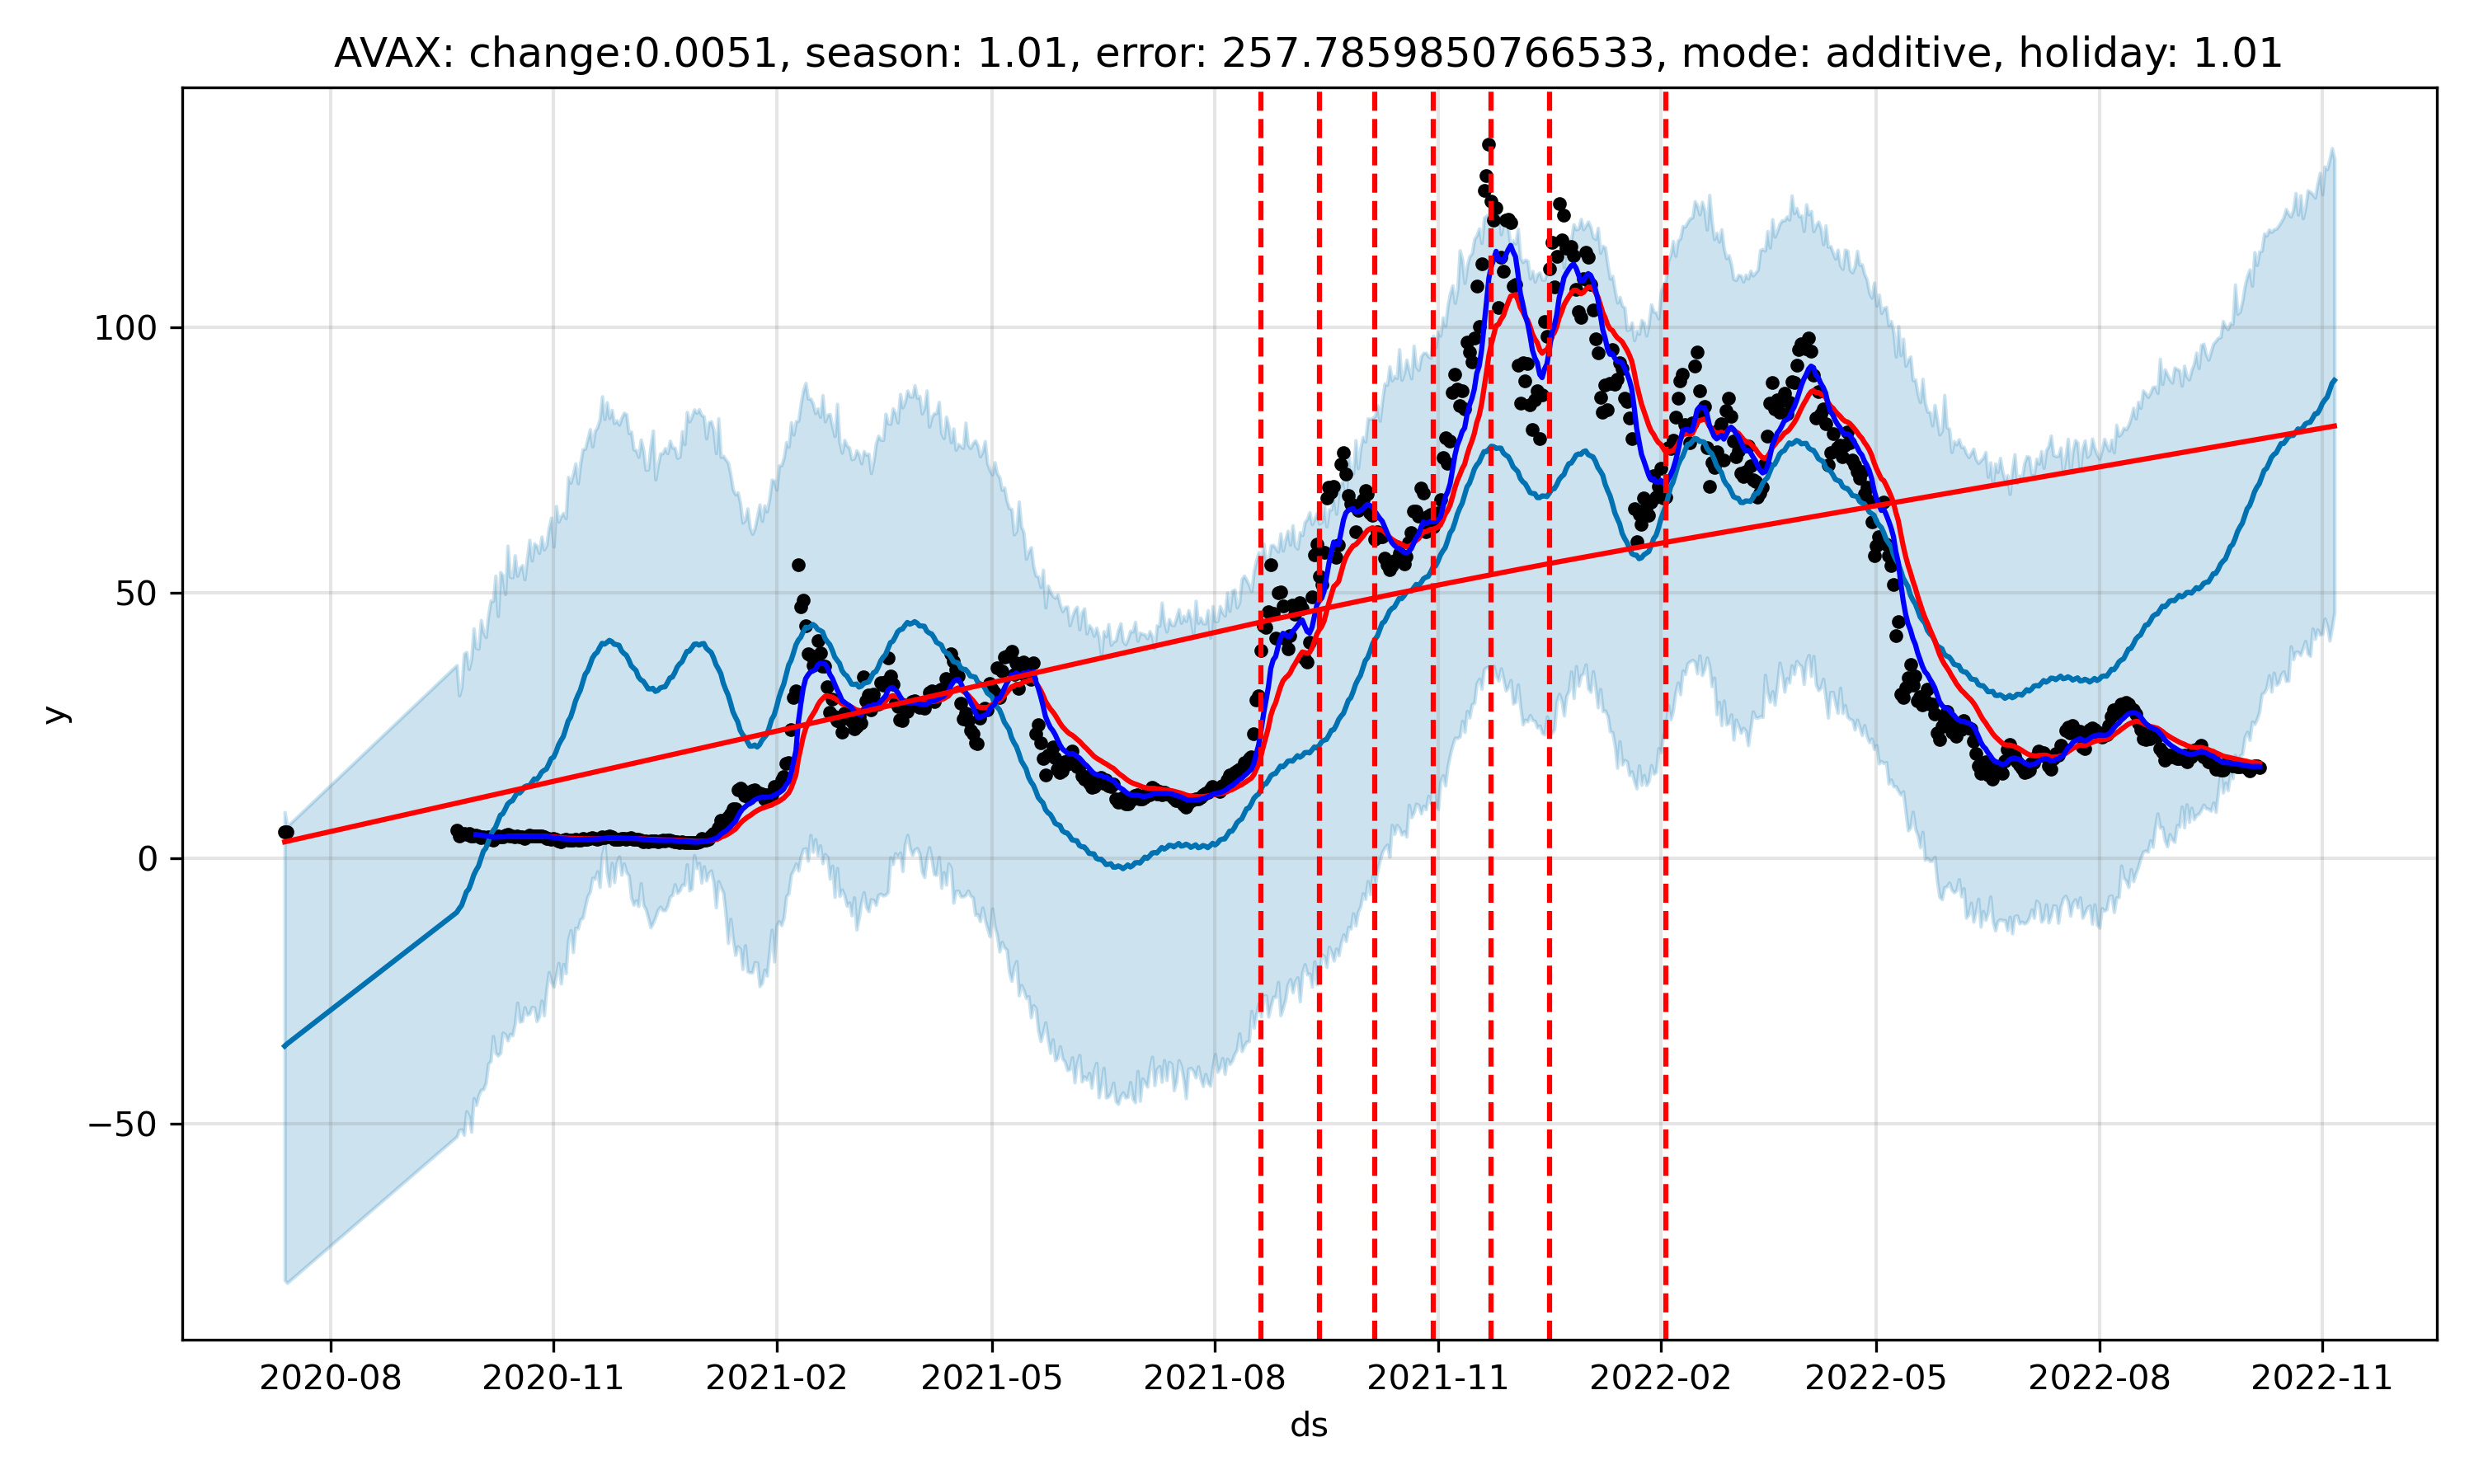 AVAX: change:0.0051, season: 1.01, error: 257.7859850766533, mode: additive, holiday: 1.01
y
100
50
0
−50
2020-08 2020-11 2021-02 2021-05 2021-08 2021-11 2022-02 2022-05 2022-08 2022-11
ds